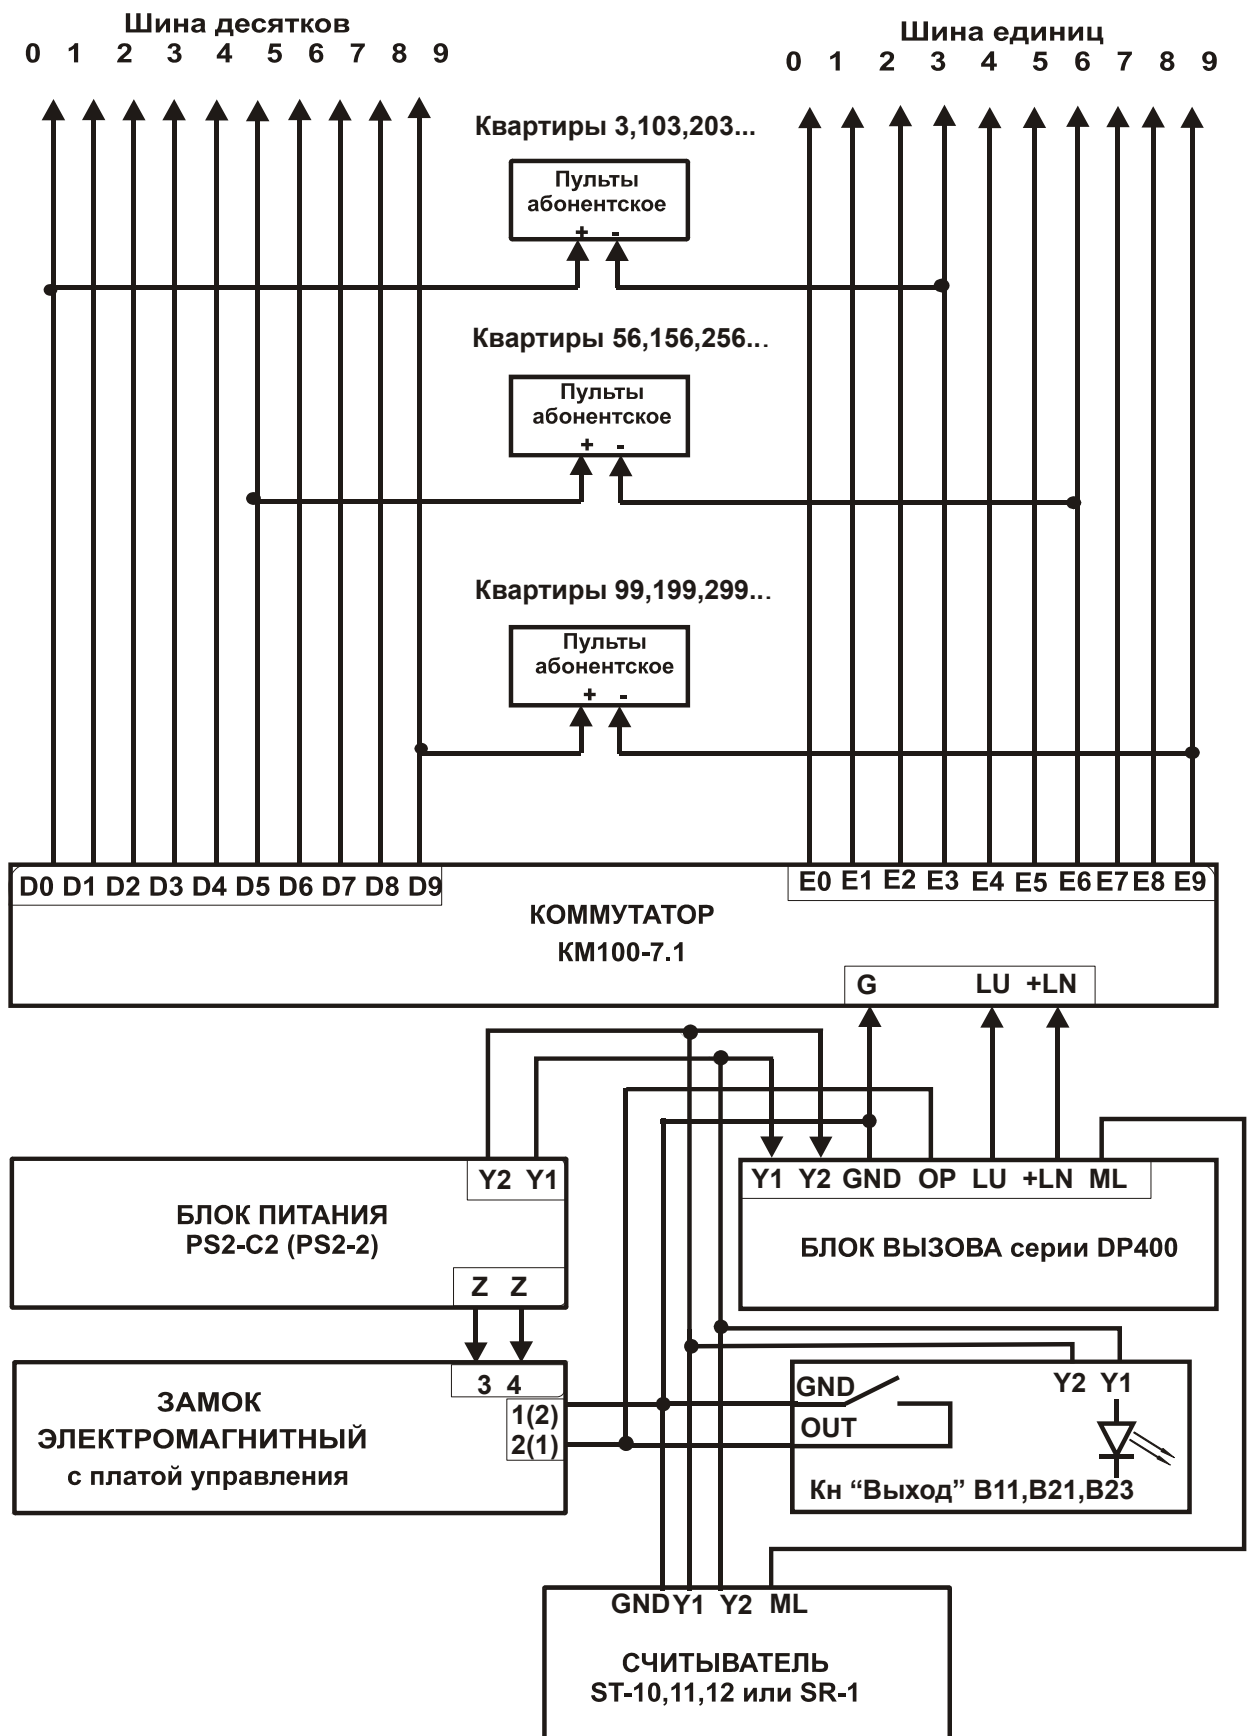 Шина десятков
0 1 2 3 4 5 6 7 8 9
Шина единиц
0 1 2 3 4 5 6 7 8 9
Квартиры 3,103,203...
Пульты
абонентское
+ -
Квартиры 56,156,256...
Пульты
абонентское
+ -
Квартиры 99,199,299...
Пульты
абонентское
+ -
D0 D1 D2 D3 D4 D5 D6 D7 D8 D9
E0 E1 E2 E3 E4 E5 E6 E7 E8 E9
КОММУТАТОР
КМ100-7.1
G LU +LN
Y2 Y1
БЛОК ПИТАНИЯ
PS2-C2 (PS2-2)
Z Z
Y1 Y2 GND OP LU +LN ML
БЛОК ВЫЗОВА серии DP400
3 4
1(2)
2(1)
ЗАМОК
ЭЛЕКТРОМАГНИТНЫЙ
с платой управления
GND
OUT
Y2 Y1
Кн “Выход” B11,B21,B23
GND Y1 Y2 ML
СЧИТЫВАТЕЛЬ
ST-10,11,12 или SR-1